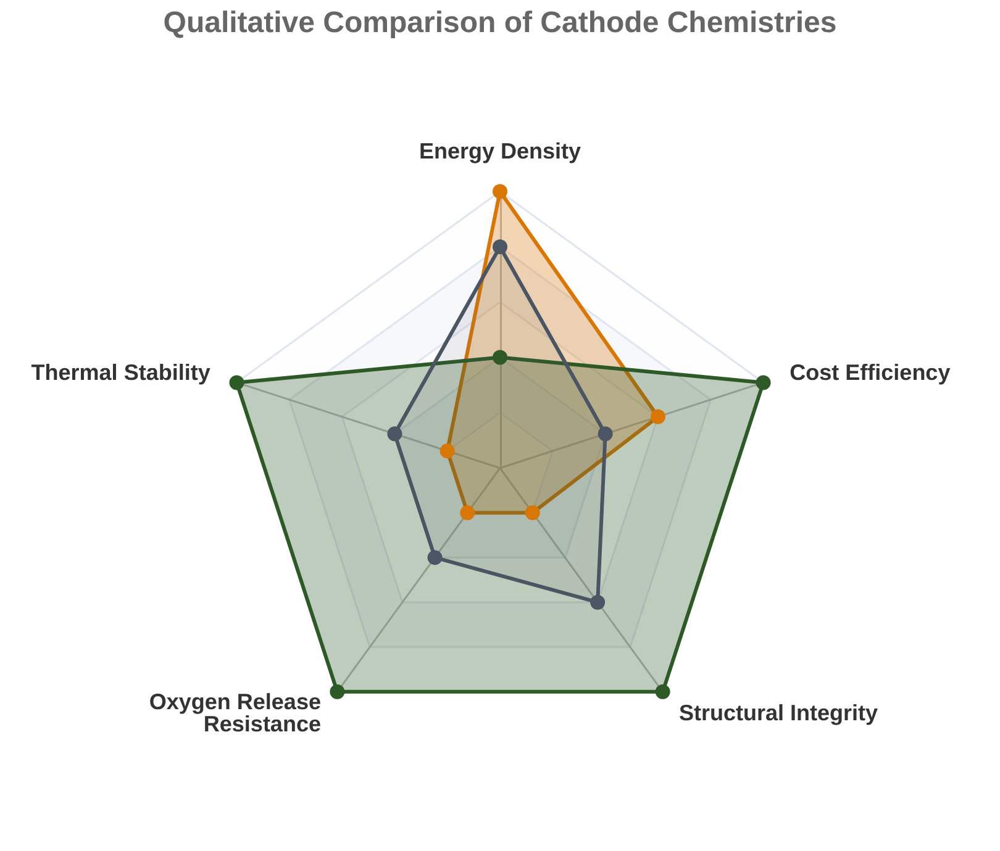 Qualitative Comparison of Cathode Chemistries
Energy Density
Thermal Stability
Cost Efficiency
Oxygen Release
Resistance
Structural Integrity